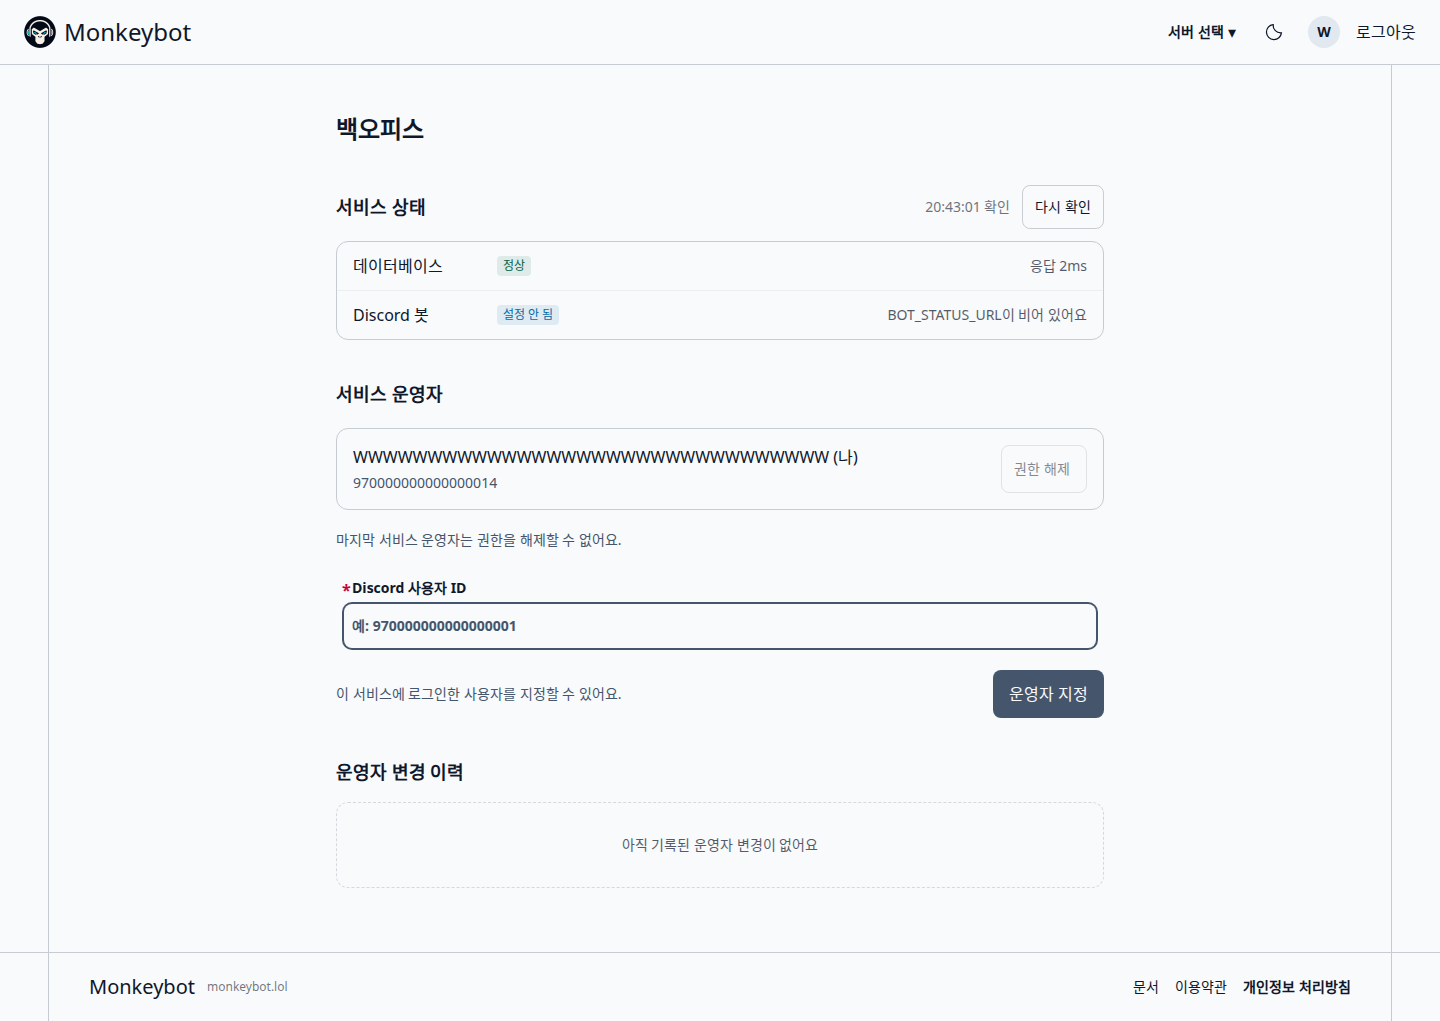 Monkeybot
서버 선택 ▾
W
로그아웃
백오피스
서비스 상태
20:43:01 확인
다시 확인
데이터베이스
정상
응답 2ms
Discord 봇
설정 안 됨
BOT_STATUS_URL이 비어 있어요
서비스 운영자
WWWWWWWWWWWWWWWWWWWWWWWWWWWWWWWW (나)
970000000000000014
권한 해제
마지막 서비스 운영자는 권한을 해제할 수 없어요.
*Discord 사용자 ID
예: 970000000000000001
이 서비스에 로그인한 사용자를 지정할 수 있어요.
운영자 지정
운영자 변경 이력
아직 기록된 운영자 변경이 없어요
Monkeybot
monkeybot.lol
문서
이용약관
개인정보 처리방침